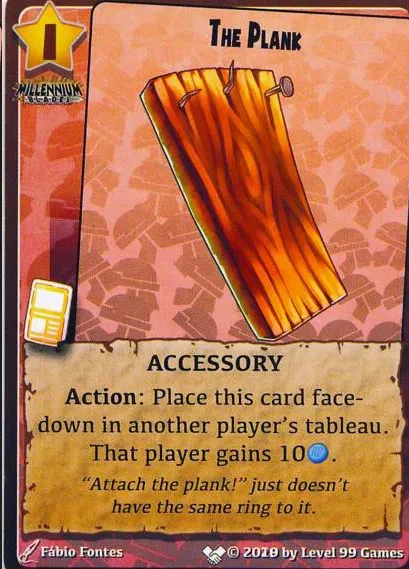 1
THE PLANK
MILLENNIUM
BLADES
ACCESSORY
Action: Place this card face-
down in another player's tableau.
That player gains 10.
"Attach the plank!" just doesn't
have the same ring to it.
Fábio Fontes
© by Level 99 Games